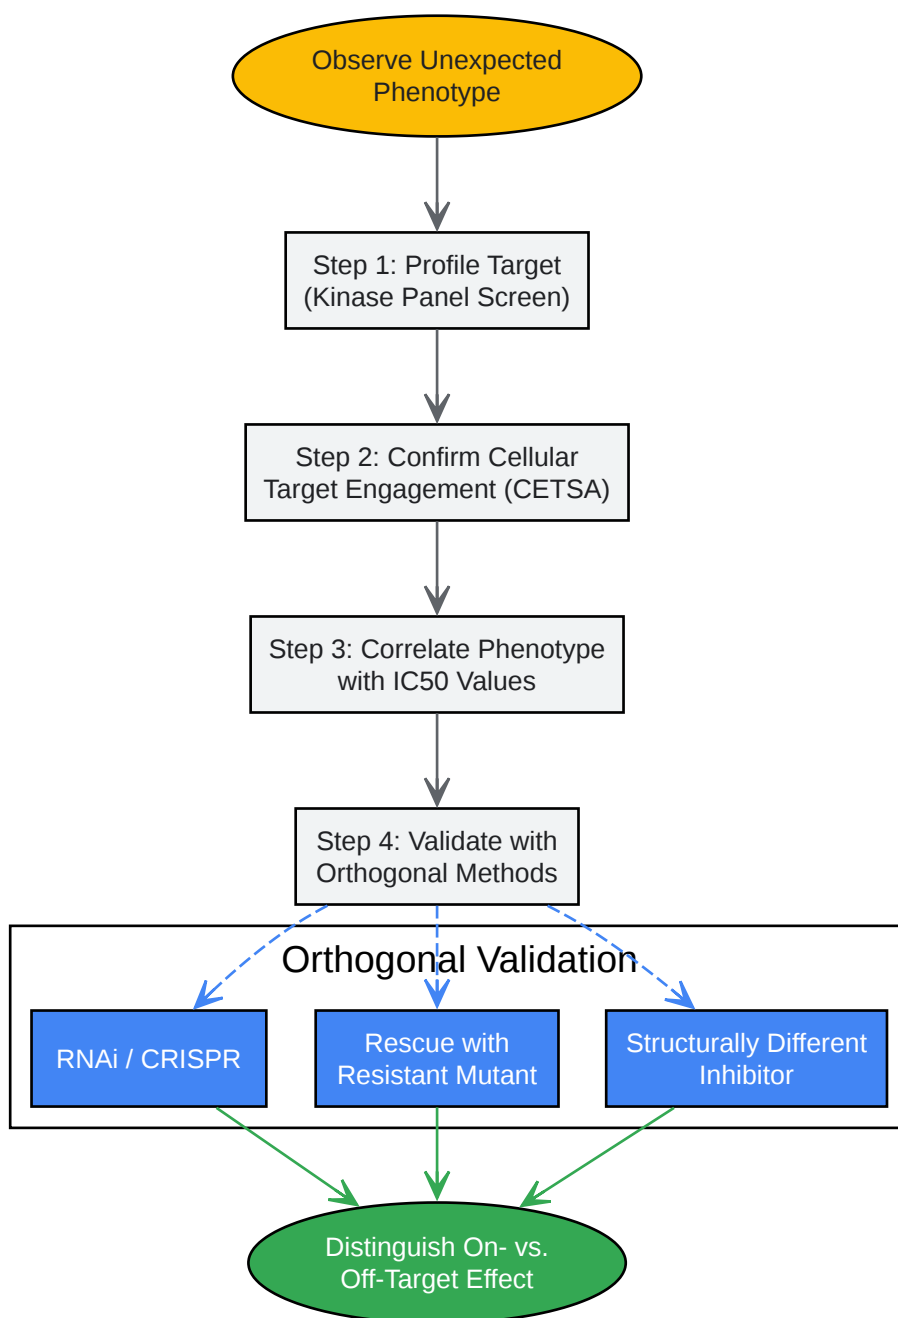 Observe Unexpected
Phenotype
Step 1: Profile Target
(Kinase Panel Screen)
Step 2: Confirm Cellular
Target Engagement (CETSA)
Step 3: Correlate Phenotype
with IC50 Values
Step 4: Validate with
Orthogonal Methods
Orthogonal Validation
RNAi / CRISPR
Rescue with
Resistant Mutant
Structurally Different
Inhibitor
Distinguish On- vs.
Off-Target Effect